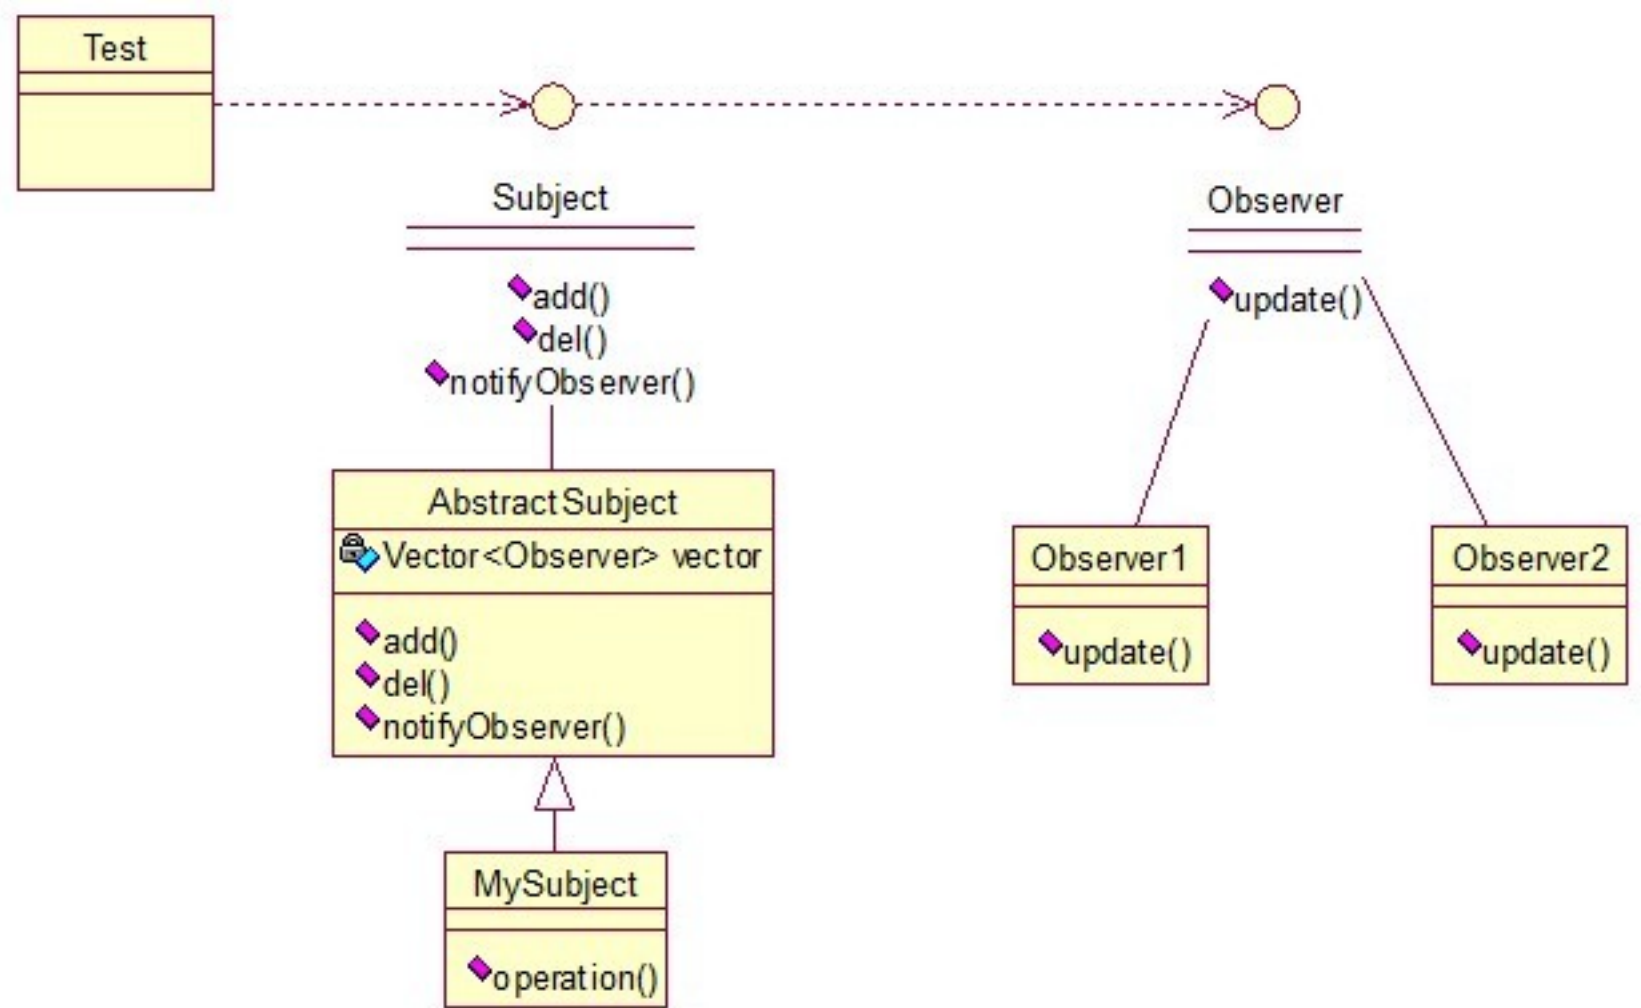 Test
Subject
add()
del()
notifyObserver()
Observer
update()
AbstractSubject
Vector<Observer> vector
add()
del()
notifyObserver()
Observer1
update()
Observer2
update()
MySubject
operation()